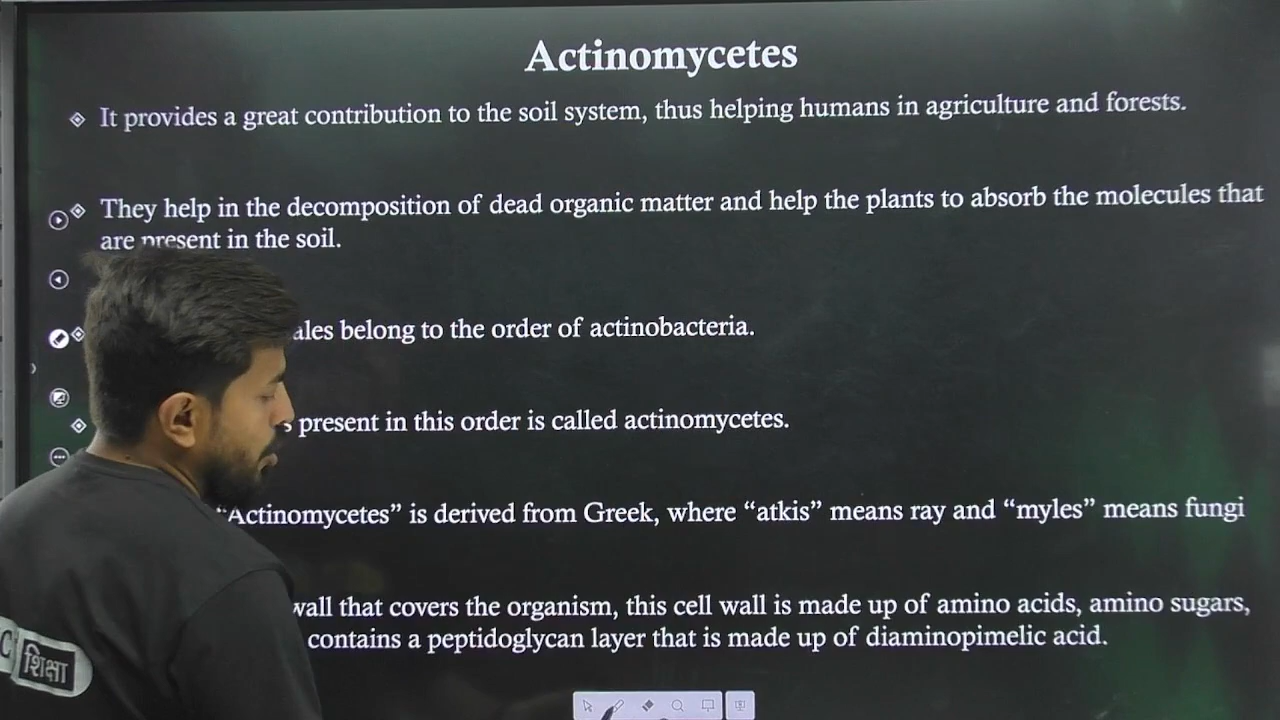 Actinomycetes
It provides a great contribution to the soil system, thus helping humans in agriculture and forests.
They help in the decomposition of dead organic matter and help the plants to absorb the molecules that
are present in the soil.
belong to the order of actinobacteria.
present in this order is called actinomycetes.
“Actinomycetes” is derived from Greek, where “atkis” means ray and “myles” means fungi
wall that covers the organism, this cell wall is made up of amino acids, amino sugars,
contains a peptidoglycan layer that is made up of diaminopimelic acid.
शिक्षा